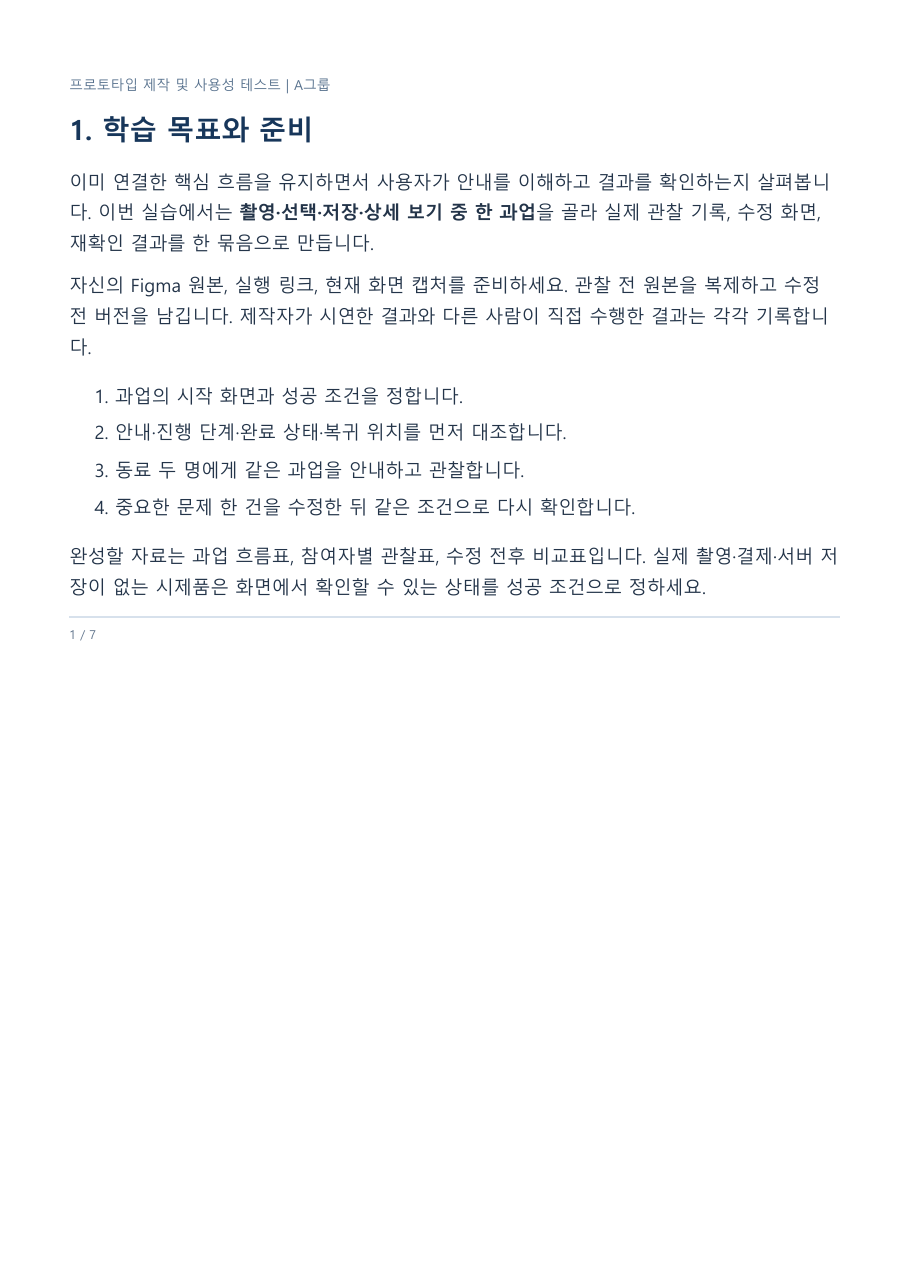 프로토타입 제작 및 사용성 테스트 | A그룹
1. 학습 목표와 준비
이미 연결한 핵심 흐름을 유지하면서 사용자가 안내를 이해하고 결과를 확인하는지 살펴봅니
다. 이번 실습에서는 촬영·선택·저장·상세 보기 중 한 과업을 골라 실제 관찰 기록, 수정 화면,
재확인 결과를 한 묶음으로 만듭니다.
자신의 Figma 원본, 실행 링크, 현재 화면 캡처를 준비하세요. 관찰 전 원본을 복제하고 수정
전 버전을 남깁니다. 제작자가 시연한 결과와 다른 사람이 직접 수행한 결과는 각각 기록합니
다.
1. 과업의 시작 화면과 성공 조건을 정합니다.
2. 안내·진행 단계·완료 상태·복귀 위치를 먼저 대조합니다.
3. 동료 두 명에게 같은 과업을 안내하고 관찰합니다.
4. 중요한 문제 한 건을 수정한 뒤 같은 조건으로 다시 확인합니다.
완성할 자료는 과업 흐름표, 참여자별 관찰표, 수정 전후 비교표입니다. 실제 촬영·결제·서버 저
장이 없는 시제품은 화면에서 확인할 수 있는 상태를 성공 조건으로 정하세요.
1 / 7